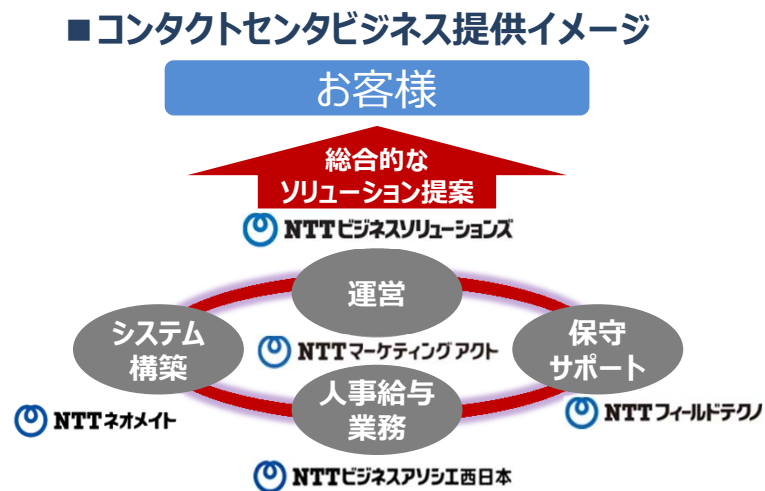 ■コンタクトセンタビジネス提供イメージ
お客様
総合的な
ソリューション提案
NTTビジネスソリューションズ
運営
システム
構築
保守
サポート
NTTマーケティングアクト
人事給与
業務
NTTネオメイト
NTTフィールドテクノ
NTTビジネスアソシエ西日本